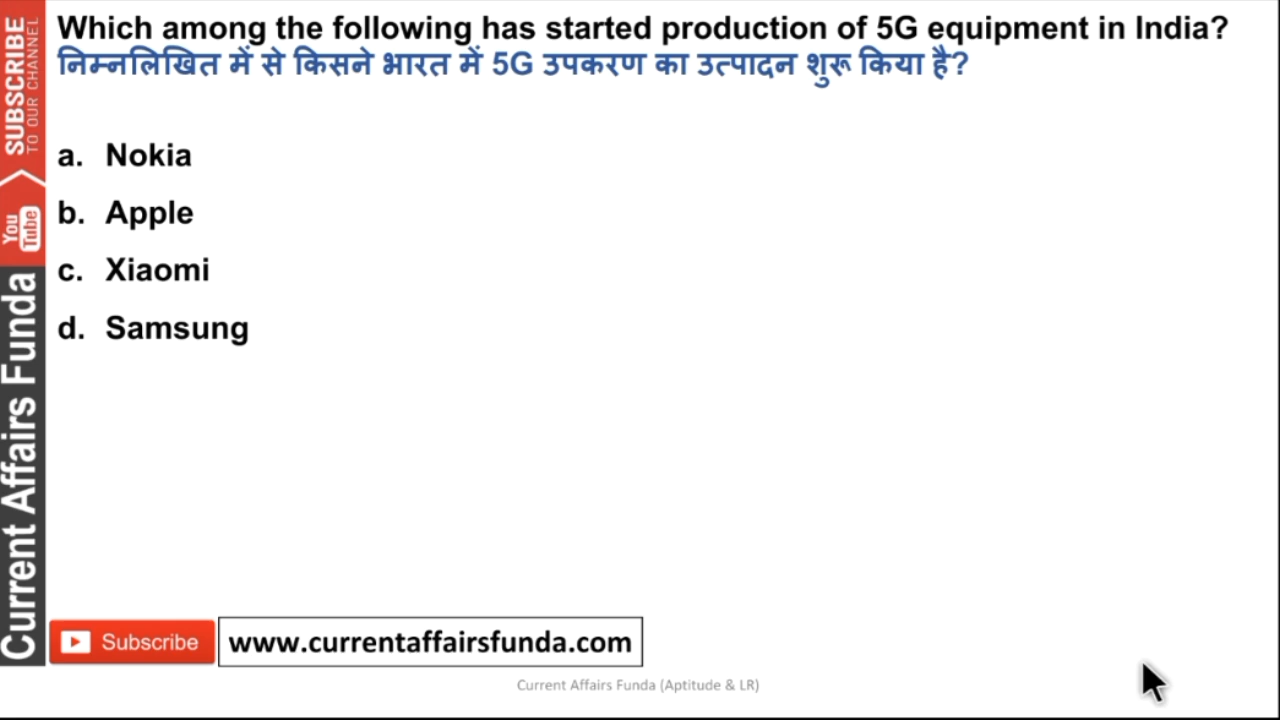 Which among the following has started production of 5G equipment in India?
निम्नलिखित में से किसने भारत में 5G उपकरण का उत्पादन शुरू किया है?
a. Nokia
b. Apple
c. Xiaomi
d. Samsung
SUBSCRIBE
TO OUR CHANNEL
You
Tube
Current Affairs Funda
Subscribe
www.currentaffairsfunda.com
Current Affairs Funda (Aptitude & LR)